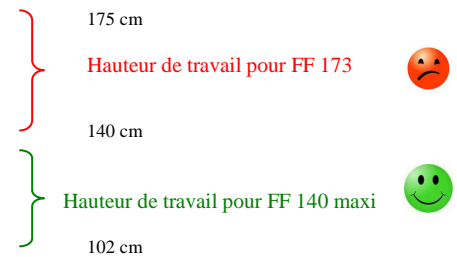 175 cm
Hauteur de travail pour FF 173
140 cm
Hauteur de travail pour FF 140 maxi
102 cm